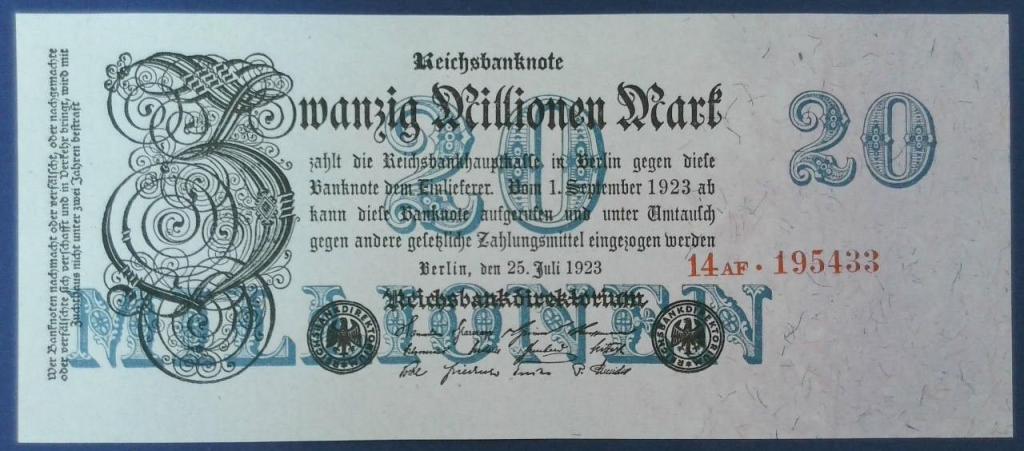 Wer Banknoten nachmacht oder verfälscht, oder nachgemachte
oder verfälschte sich verschafft und in Verkehr bringt, wird mit
Zuchthaus nicht unter zwei Jahren bestraft
Reichsbanknote
Zwanzig Millionen Mark
20
20
zahlt die Reichsbankhauptkasse in Berlin gegen diese
Banknote dem Einlieferer. Vom 1. September 1923 ab
kann diese Banknote aufgerufen und unter Umtausch
gegen andere gesetzliche Zahlungsmittel eingezogen werden
Berlin, den 25. Juli 1923
14AF·195433
Reichsbankdirektorium
MILLIONEN
REICHSBANKDIREKTORIUM
REICHSBANKDIREKTORIUM